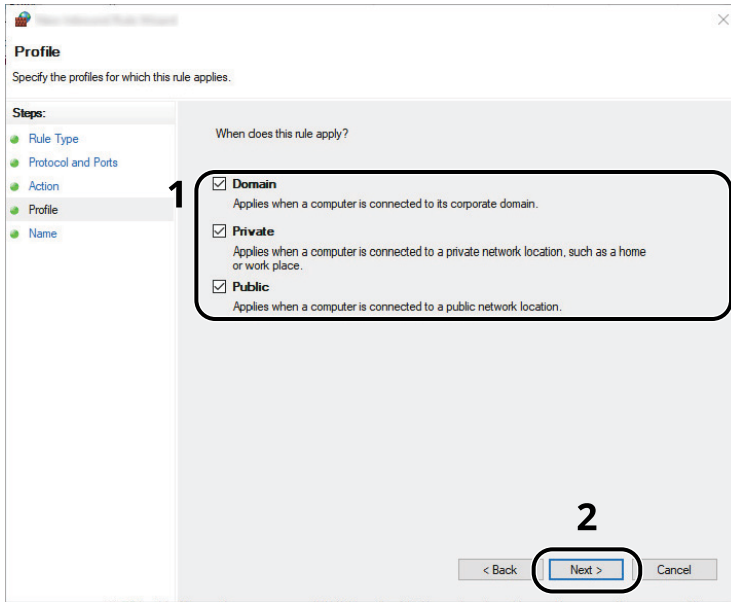 Profile
Specify the profiles for which this rule applies.
Steps:
Rule Type
Protocol and Ports
Action
Profile
Name
When does this rule apply?
1
Domain
Applies when a computer is connected to its corporate domain.
Private
Applies when a computer is connected to a private network location, such as a home
or work place.
Public
Applies when a computer is connected to a public network location.
2
< Back
Next >
Cancel